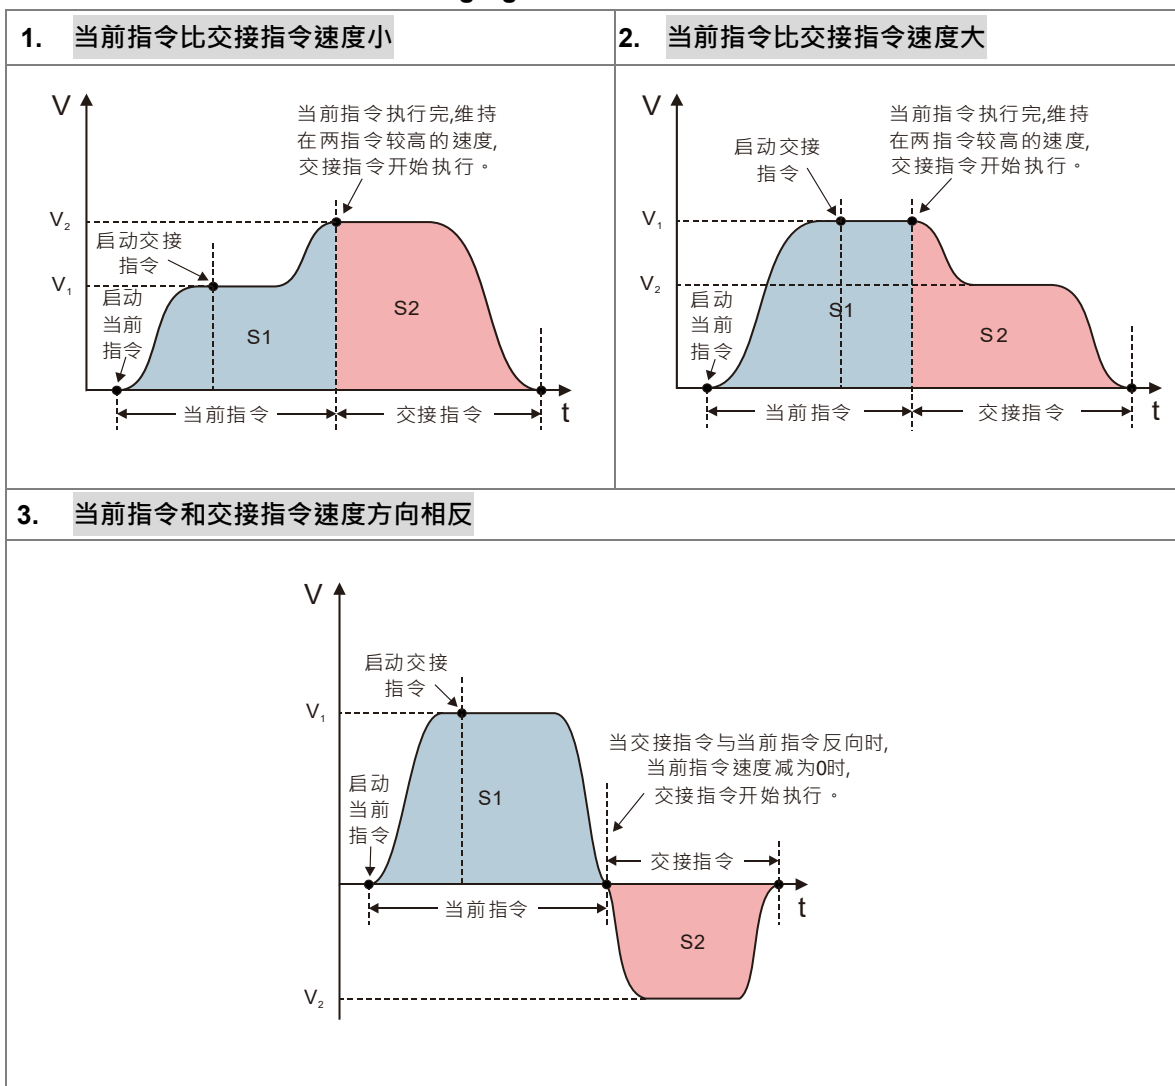 1. 当前指令比交接指令速度小
2. 当前指令比交接指令速度大
V
当前指令执行完,维持
在两指令较高的速度,
交接指令开始执行。
V₂
启动交接
指令
V₁
启动
当前
指令
S1
S2
当前指令
交接指令
t
V
启动交接
指令
当前指令执行完,维持
在两指令较高的速度,
交接指令开始执行。
V₁
V₂
启动
当前
指令
S1
S2
当前指令
交接指令
t
3. 当前指令和交接指令速度方向相反
V
启动交接
指令
V₁
当交接指令与当前指令反向时,
当前指令速度减为0时,
交接指令开始执行。
启动
当前
指令
S1
交接指令
当前指令
t
S2
V₂